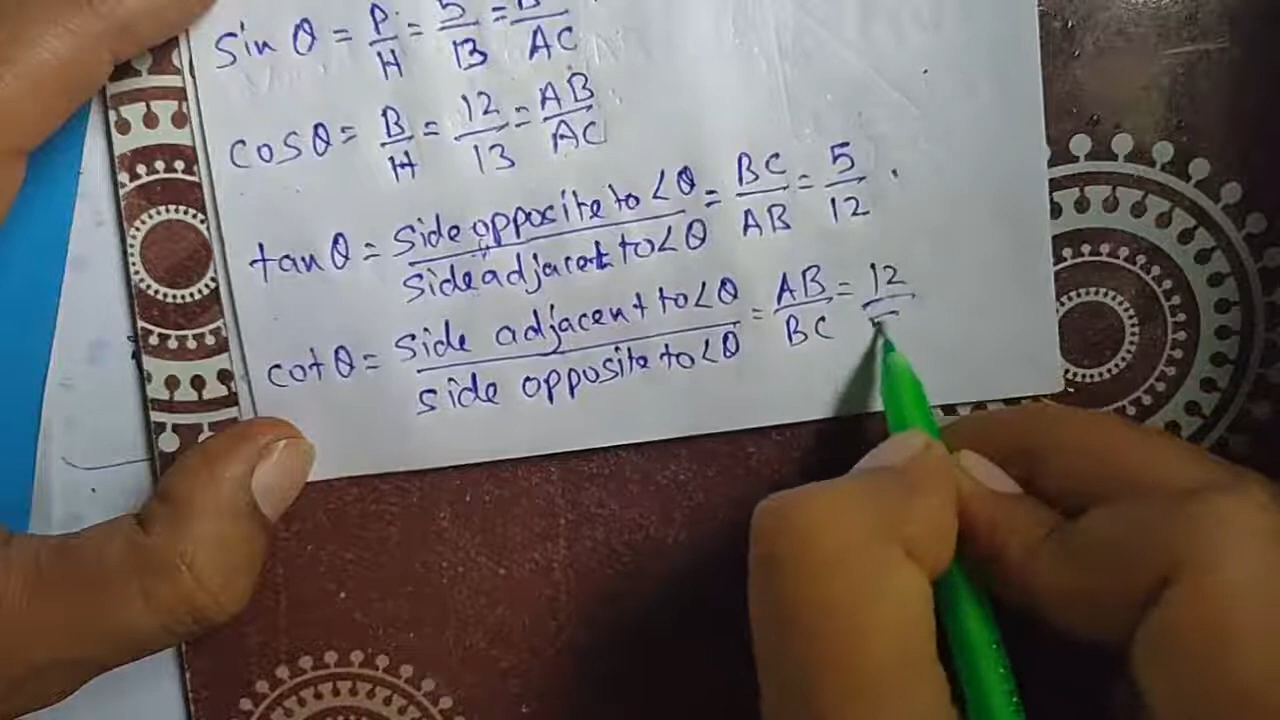 sin θ = P/H = 5/13 = B/AC
cosθ = B/H = 12/13 = AB/AC
tan θ = side opposite to ∠θ/side adjacent to ∠θ = BC/AB = 5/12 .
cot θ = side adjacent to ∠θ/side opposite to ∠θ = AB/BC = 12/